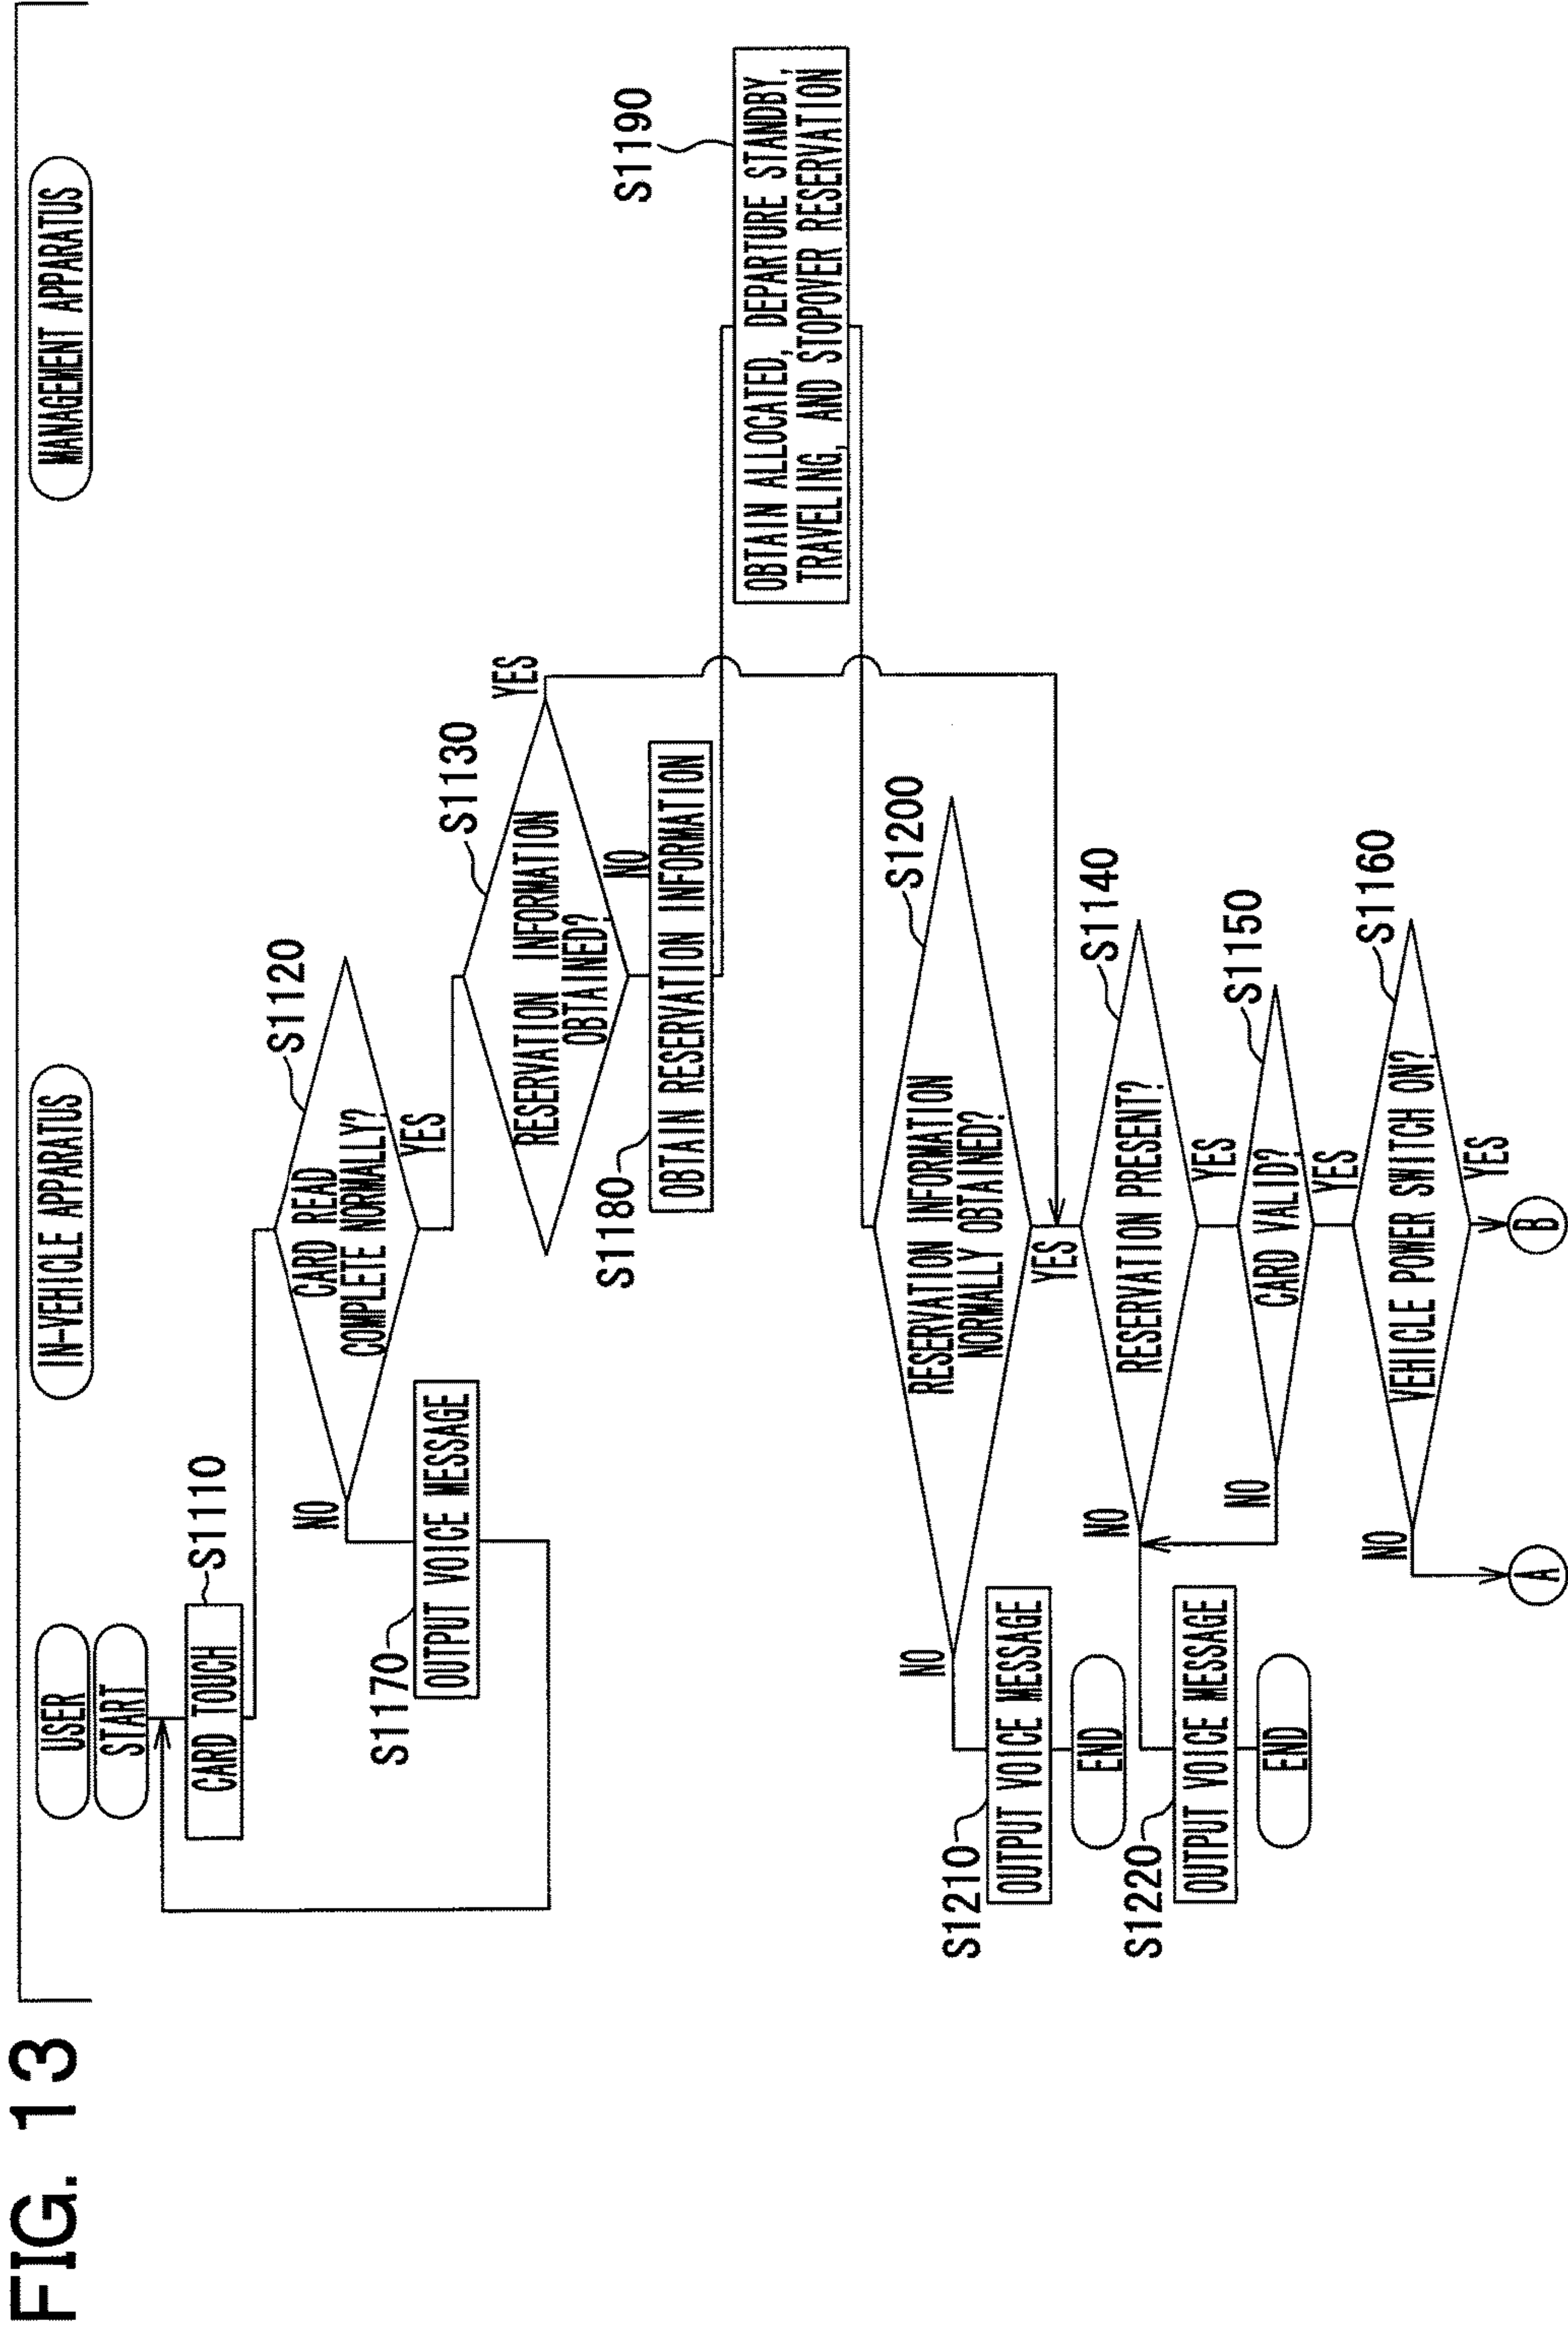 FIG. 13
USER
IN-VEHICLE APPARATUS
MANAGEMENT APPARATUS
START
CARD TOUCH
S1110
CARD READ
COMPLETE NORMALLY?
S1120
NO
YES
S1170
OUTPUT VOICE MESSAGE
RESERVATION INFORMATION
OBTAINED?
S1130
YES
NO
S1180
OBTAIN RESERVATION INFORMATION
S1190
OBTAIN ALLOCATED, DEPARTURE STANDBY,
TRAVELING, AND STOPOVER RESERVATION
RESERVATION INFORMATION
NORMALLY OBTAINED?
S1200
NO
YES
S1210
OUTPUT VOICE MESSAGE
END
RESERVATION PRESENT?
S1140
NO
YES
S1220
OUTPUT VOICE MESSAGE
END
CARD VALID?
S1150
NO
YES
VEHICLE POWER SWITCH ON?
S1160
NO
YES
A
B